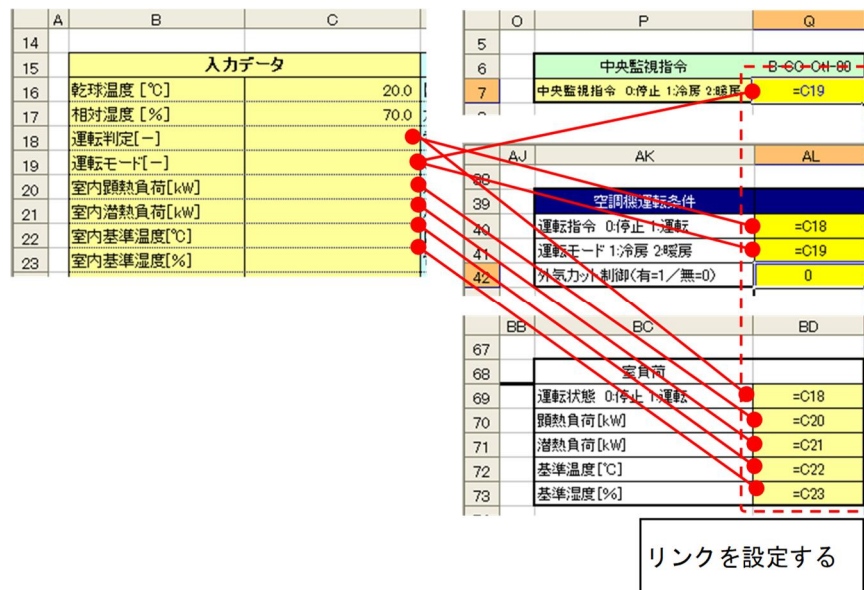 A B C
14
15 入力データ
16 乾球温度 [℃] 20.0
17 相対湿度 [%] 70.0
18 運転判定[ー]
19 運転モード[ー]
20 室内顕熱負荷[kW]
21 室内潜熱負荷[kW]
22 室内基準温度[℃]
23 室内基準湿度[%]
O P Q
5
6 中央監視指令 B-CO-Ctl-80
7 中央監視指令 0:停止 1:冷房 2:暖房 =C19
AJ AK AL
38
39 空調機運転条件
40 運転指令 0:停止 1:運転 =C18
41 運転モード 1:冷房 2:暖房 =C19
42 外気カット制御(有=1/無=0) 0
BB BC BD
67
68 室負荷
69 運転状態 0:停止 1:運転 =C18
70 顕熱負荷[kW] =C20
71 潜熱負荷[kW] =C21
72 基準温度[℃] =C22
73 基準湿度[%] =C23
リンクを設定する